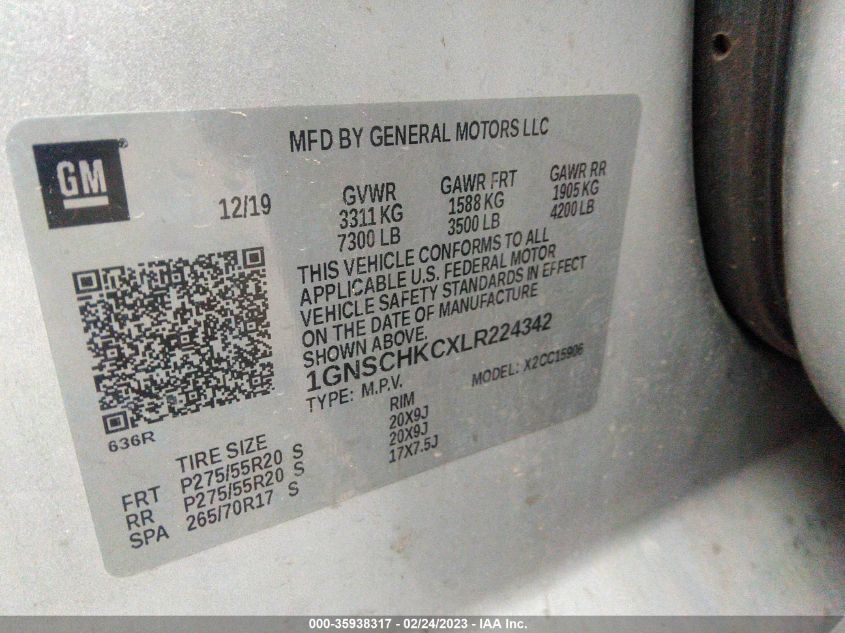 MFD BY GENERAL MOTORS LLC
GM
12/19
GVWR
3311 KG
7300 LB
GAWR FRT
1588 KG
3500 LB
GAWR RR
1905 KG
4200 LB
THIS VEHICLE CONFORMS TO ALL
APPLICABLE U.S. FEDERAL MOTOR
VEHICLE SAFETY STANDARDS IN EFFECT
ON THE DATE OF MANUFACTURE
SHOWN ABOVE.
1GNSCHKCXLR224342
TYPE: M.P.V. MODEL: X2CC15906
636R
TIRE SIZE RIM
FRT P275/55R20 S 20X9J
RR P275/55R20 S 20X9J
SPA 265/70R17 S 17X7.5J
000-35938317 - 02/24/2023 - IAA Inc.